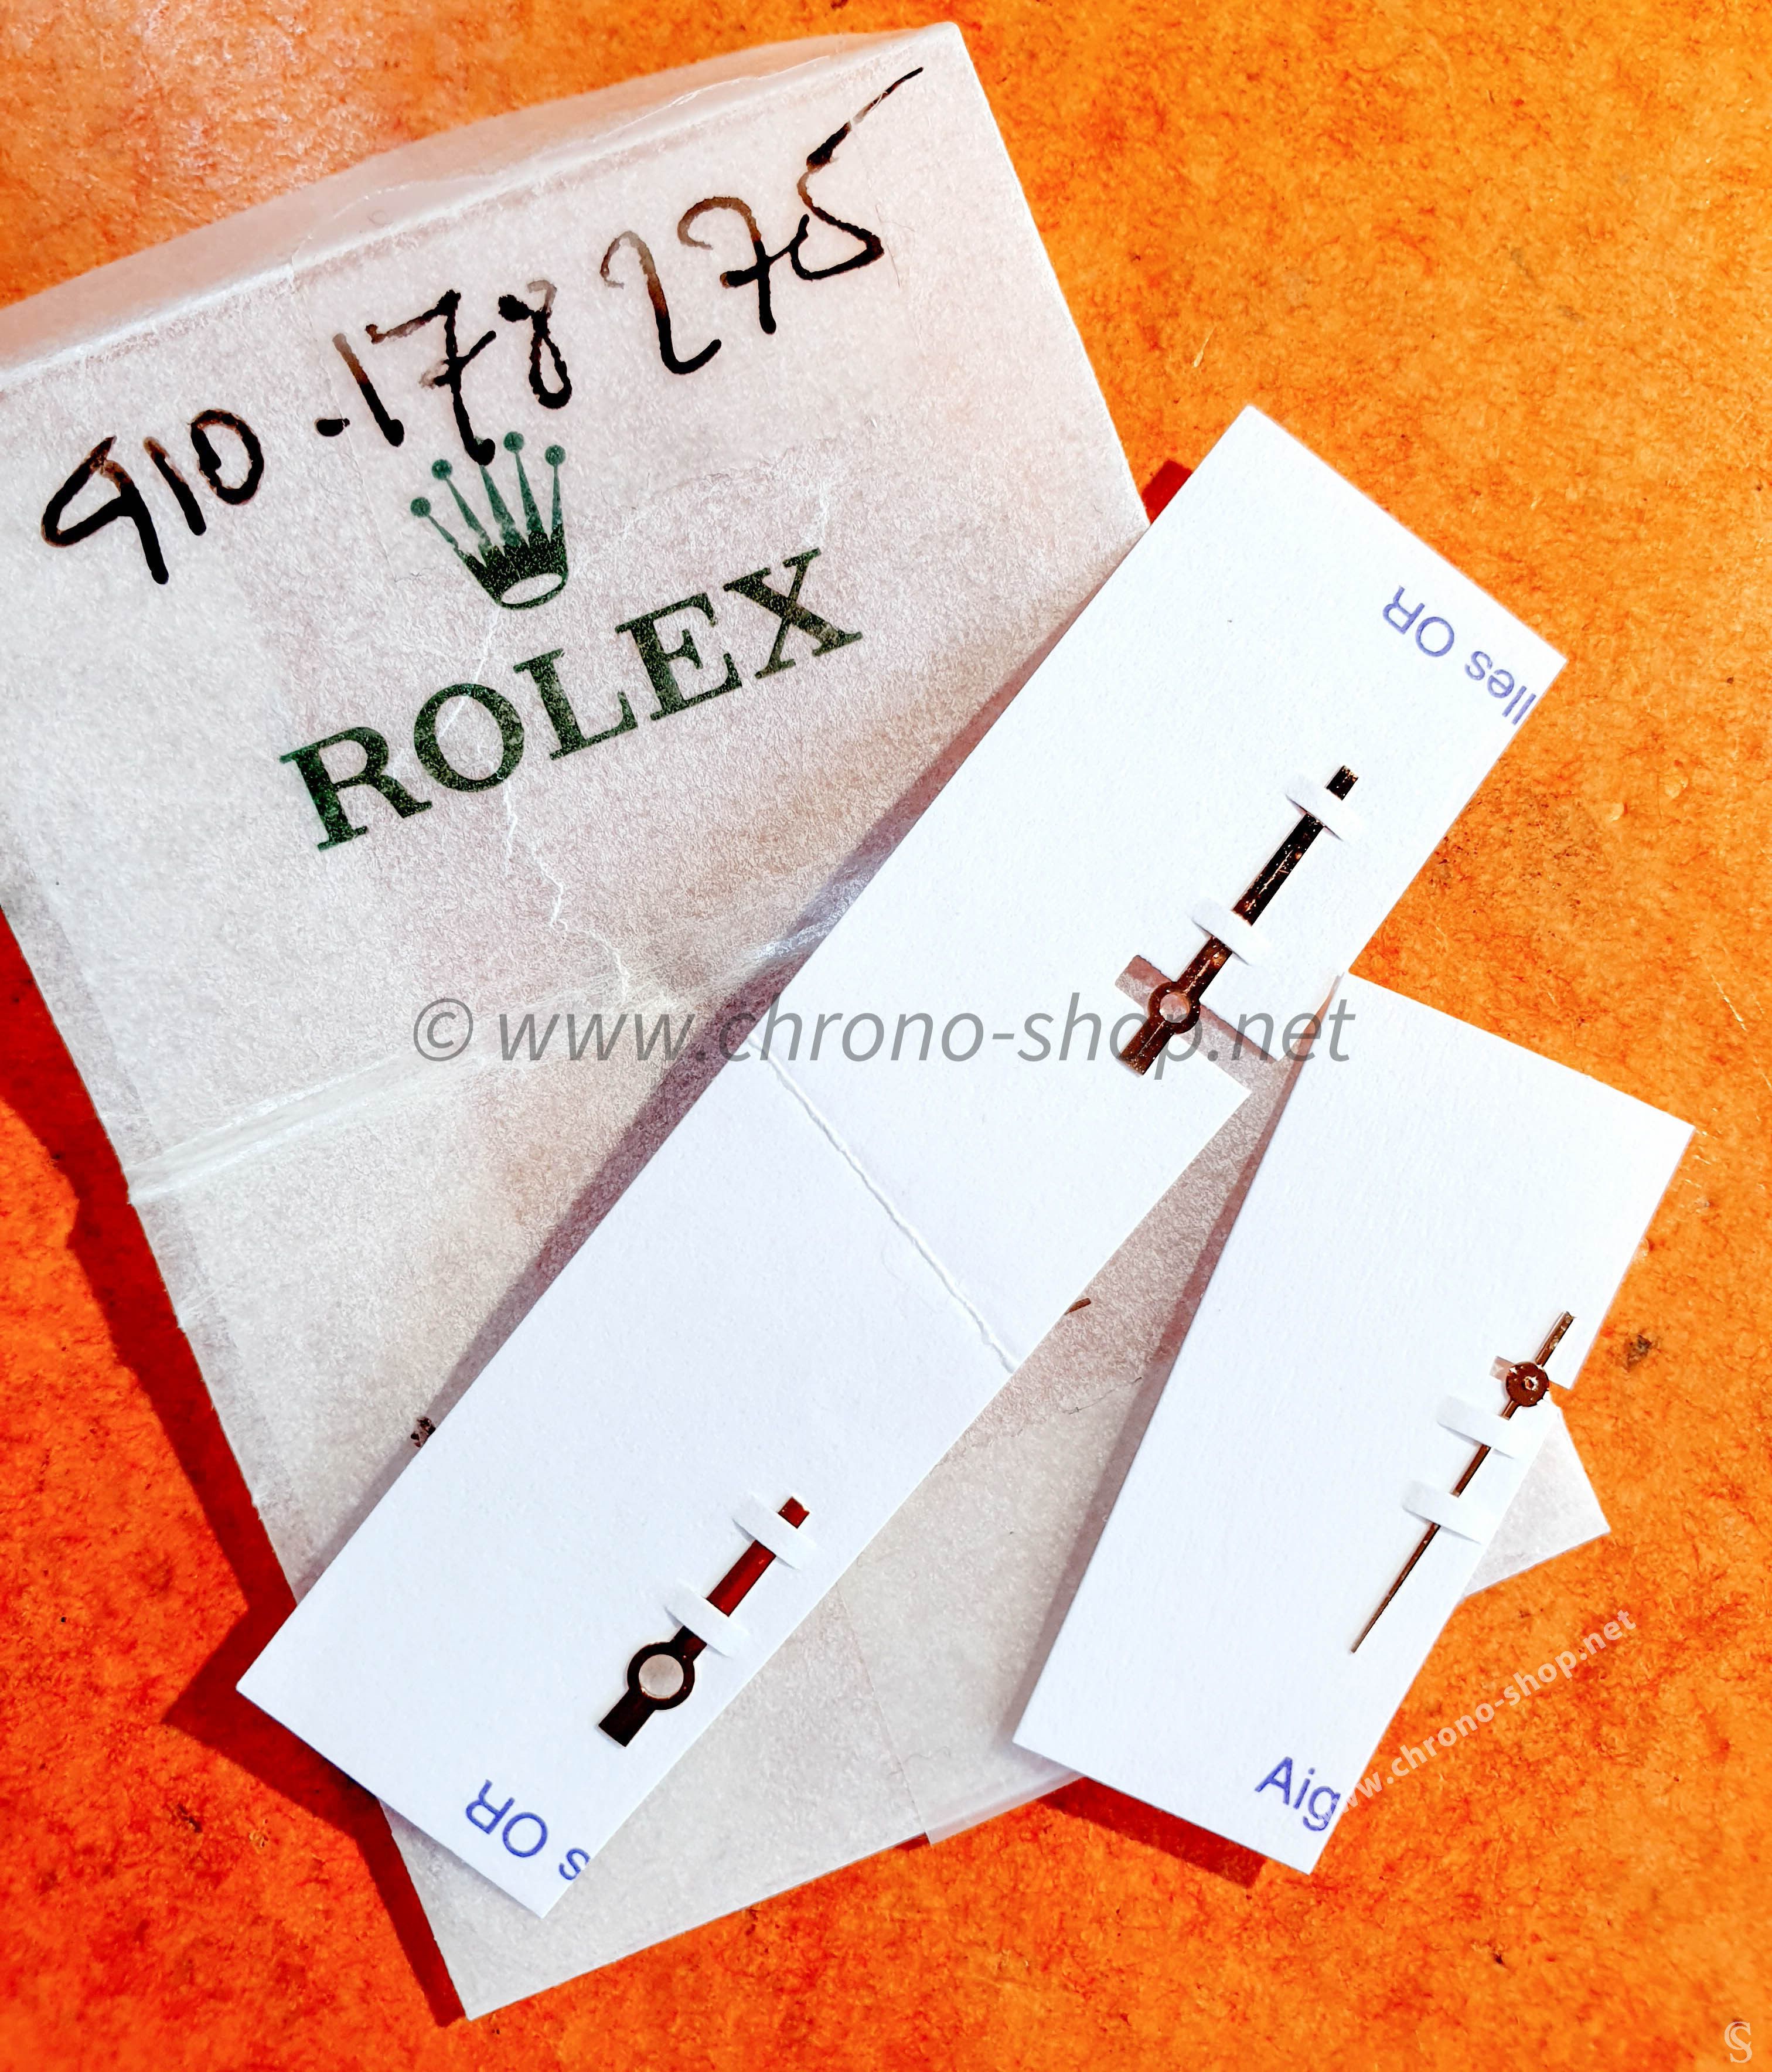 910-178275
ROLEX
lles OR
© www.chrono-shop.net
s OR
Aig
www.chrono-shop.net